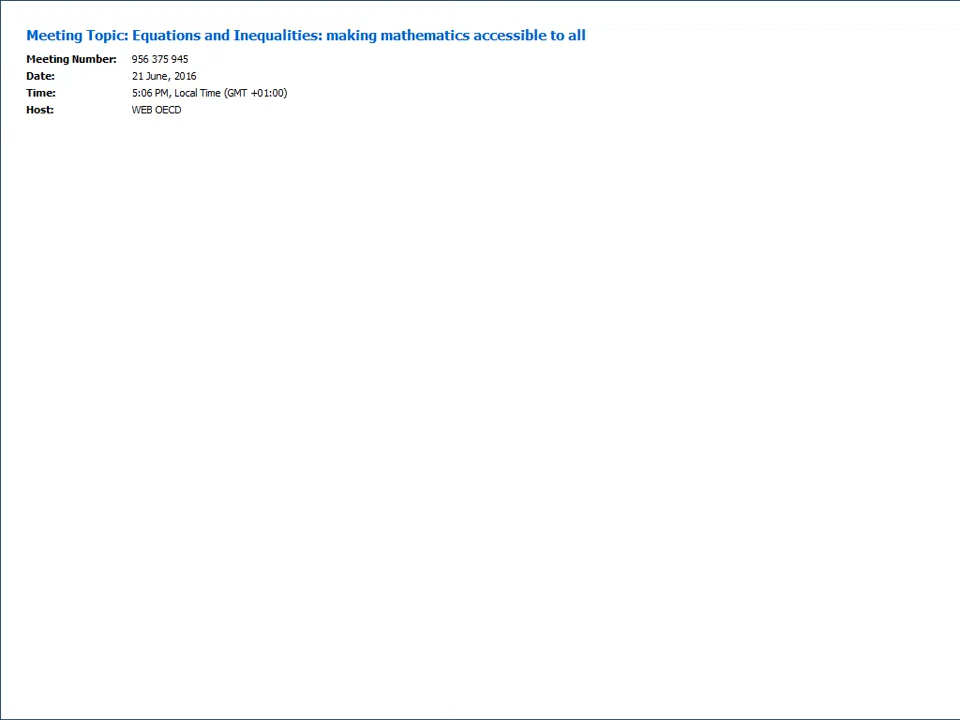 Meeting Topic: Equations and Inequalities: making mathematics accessible to all
Meeting Number: 956 375 945
Date: 21 June, 2016
Time: 5:06 PM, Local Time (GMT +01:00)
Host: WEB OECD